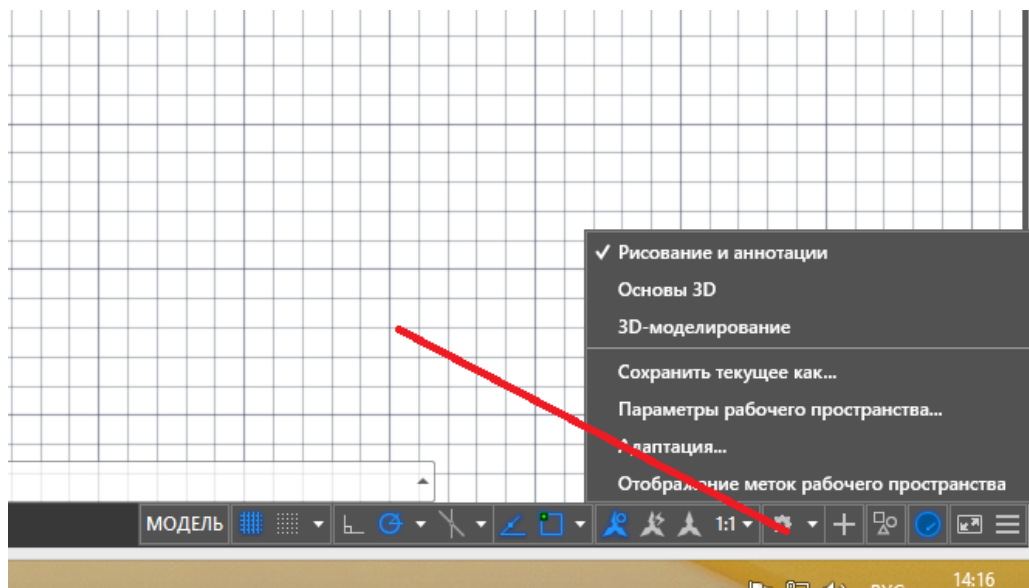 Рисование и аннотации
Основы 3D
3D-моделирование
Сохранить текущее как...
Параметры рабочего пространства...
Адаптация...
Отображение меток рабочего пространства
МОДЕЛЬ 1:1
14:16